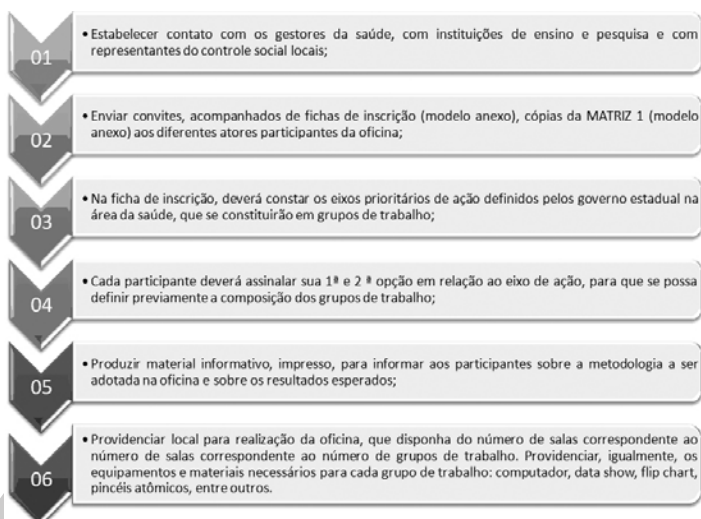 01
• Estabelecer contato com os gestores da saúde, com instituições de ensino e pesquisa e com
representantes do controle social locais;
02
• Enviar convites, acompanhados de fichas de inscrição (modelo anexo), cópias da MATRIZ 1 (modelo
anexo) aos diferentes atores participantes da oficina;
03
• Na ficha de inscrição, deverá constar os eixos prioritários de ação definidos pelos governo estadual na
área da saúde, que se constituirão em grupos de trabalho;
04
• Cada participante deverá assinalar sua 1ª e 2 ª opção em relação ao eixo de ação, para que se possa
definir previamente a composição dos grupos de trabalho;
05
• Produzir material informativo, impresso, para informar aos participantes sobre a metodologia a ser
adotada na oficina e sobre os resultados esperados;
06
• Providenciar local para realização da oficina, que disponha do número de salas correspondente ao
número de salas correspondente ao número de grupos de trabalho. Providenciar, igualmente, os
equipamentos e materiais necessários para cada grupo de trabalho: computador, data show, flip chart,
pincéis atômicos, entre outros.